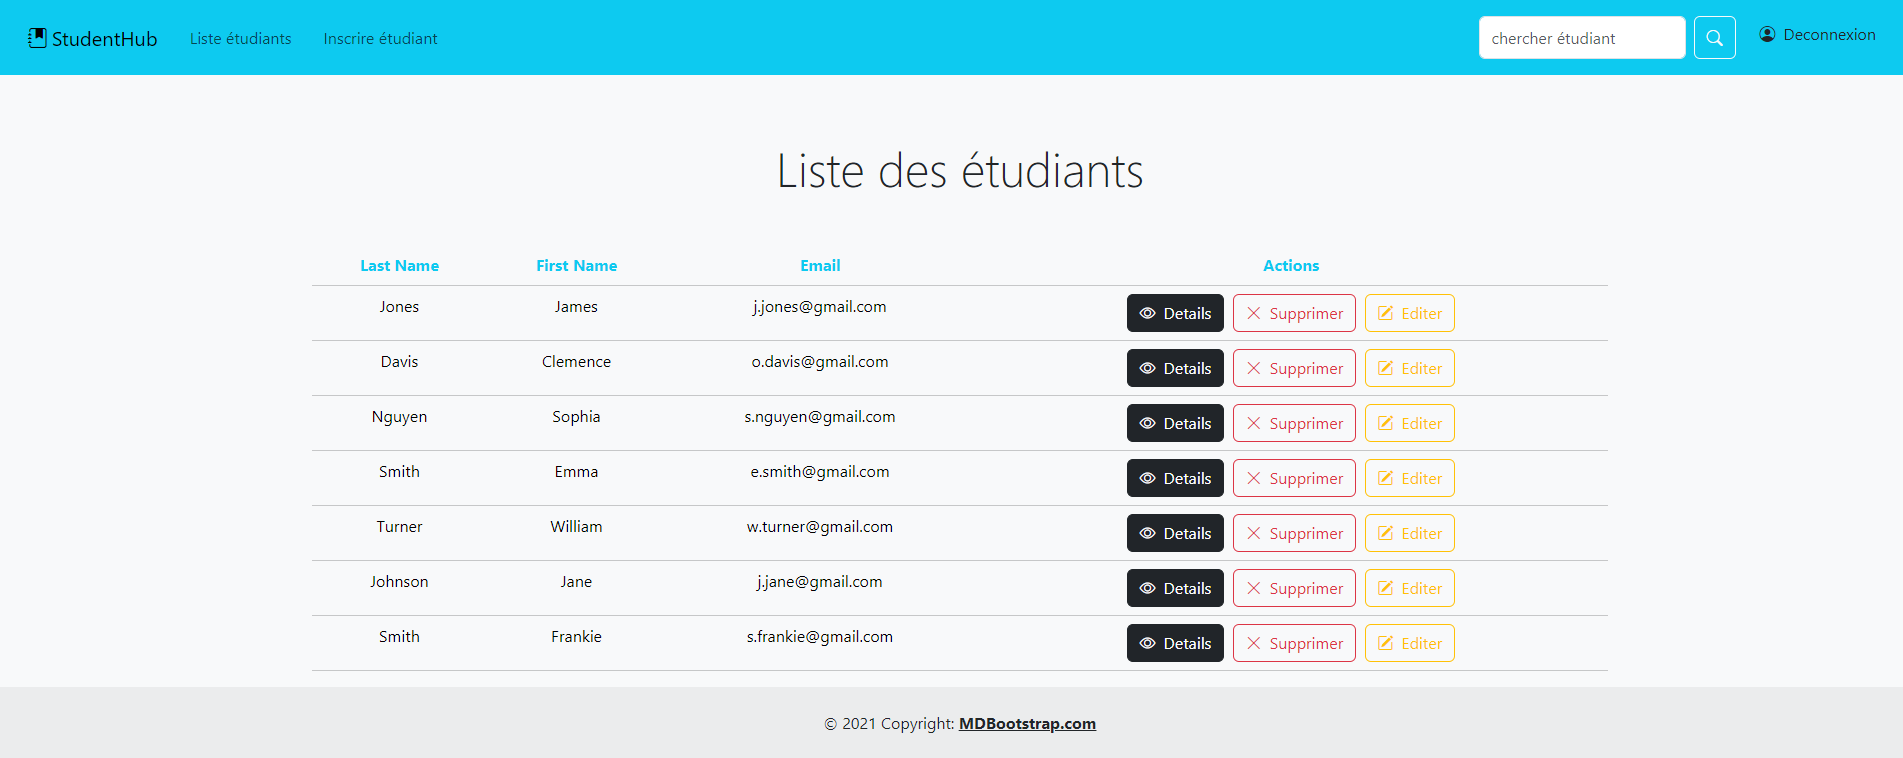 StudentHub Liste étudiants Inscrire étudiant chercher étudiant Deconnexion
Liste des étudiants
Last Name First Name Email Actions
Jones James j.jones@gmail.com Details Supprimer Editer
Davis Clemence o.davis@gmail.com Details Supprimer Editer
Nguyen Sophia s.nguyen@gmail.com Details Supprimer Editer
Smith Emma e.smith@gmail.com Details Supprimer Editer
Turner William w.turner@gmail.com Details Supprimer Editer
Johnson Jane j.jane@gmail.com Details Supprimer Editer
Smith Frankie s.frankie@gmail.com Details Supprimer Editer
© 2021 Copyright: MDBootstrap.com